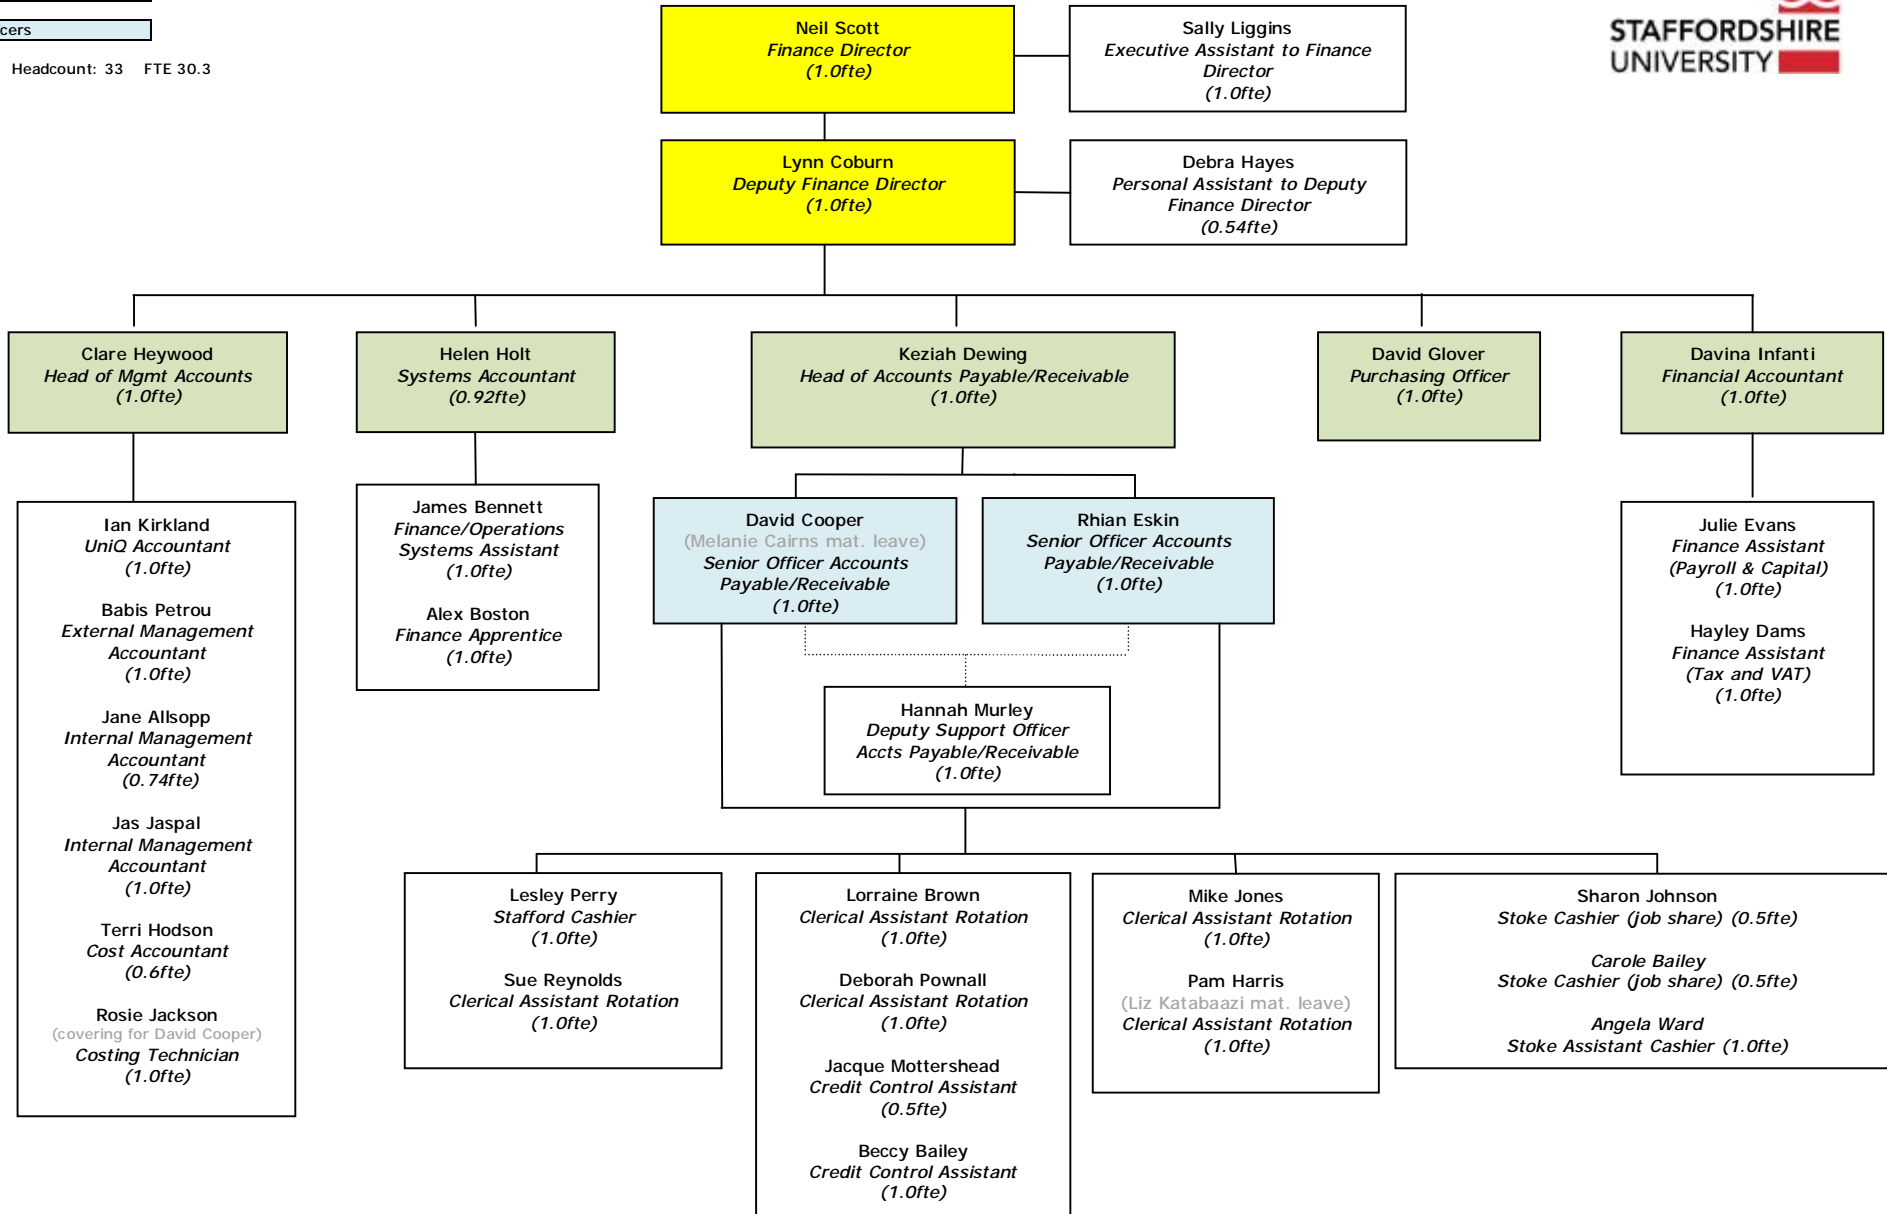 cers
Headcount: 33 FTE 30.3
STAFFORDSHIRE
UNIVERSITY
Neil Scott
Finance Director
(1.0fte)
Sally Liggins
Executive Assistant to Finance
Director
(1.0fte)
Lynn Coburn
Deputy Finance Director
(1.0fte)
Debra Hayes
Personal Assistant to Deputy
Finance Director
(0.54fte)
Clare Heywood
Head of Mgmt Accounts
(1.0fte)
Helen Holt
Systems Accountant
(0.92fte)
Keziah Dewing
Head of Accounts Payable/Receivable
(1.0fte)
David Glover
Purchasing Officer
(1.0fte)
Davina Infanti
Financial Accountant
(1.0fte)
Ian Kirkland
UniQ Accountant
(1.0fte)
Babis Petrou
External Management
Accountant
(1.0fte)
Jane Allsopp
Internal Management
Accountant
(0.74fte)
Jas Jaspal
Internal Management
Accountant
(1.0fte)
Terri Hodson
Cost Accountant
(0.6fte)
Rosie Jackson
(covering for David Cooper)
Costing Technician
(1.0fte)
James Bennett
Finance/Operations
Systems Assistant
(1.0fte)
Alex Boston
Finance Apprentice
(1.0fte)
David Cooper
(Melanie Cairns mat. leave)
Senior Officer Accounts
Payable/Receivable
(1.0fte)
Rhian Eskin
Senior Officer Accounts
Payable/Receivable
(1.0fte)
Julie Evans
Finance Assistant
(Payroll & Capital)
(1.0fte)
Hayley Dams
Finance Assistant
(Tax and VAT)
(1.0fte)
Hannah Murley
Deputy Support Officer
Accts Payable/Receivable
(1.0fte)
Lesley Perry
Stafford Cashier
(1.0fte)
Sue Reynolds
Clerical Assistant Rotation
(1.0fte)
Lorraine Brown
Clerical Assistant Rotation
(1.0fte)
Deborah Pownall
Clerical Assistant Rotation
(1.0fte)
Jacque Mottershead
Credit Control Assistant
(0.5fte)
Beccy Bailey
Credit Control Assistant
(1.0fte)
Mike Jones
Clerical Assistant Rotation
(1.0fte)
Pam Harris
(Liz Katabaazi mat. leave)
Clerical Assistant Rotation
(1.0fte)
Sharon Johnson
Stoke Cashier (job share) (0.5fte)
Carole Bailey
Stoke Cashier (job share) (0.5fte)
Angela Ward
Stoke Assistant Cashier (1.0fte)